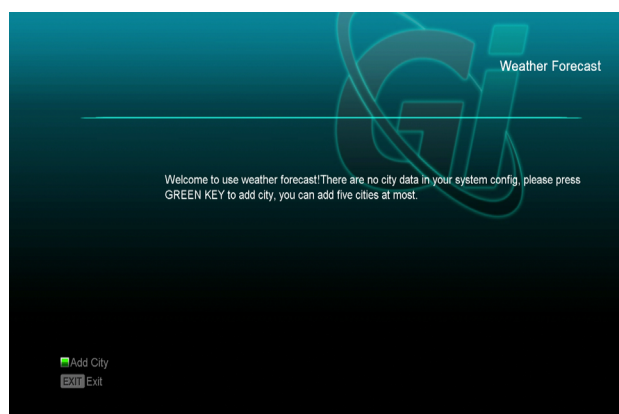 Gi
Weather Forecast
Welcome to use weather forecast!There are no city data in your system config, please press
GREEN KEY to add city, you can add five cities at most.
Add City
EXIT Exit